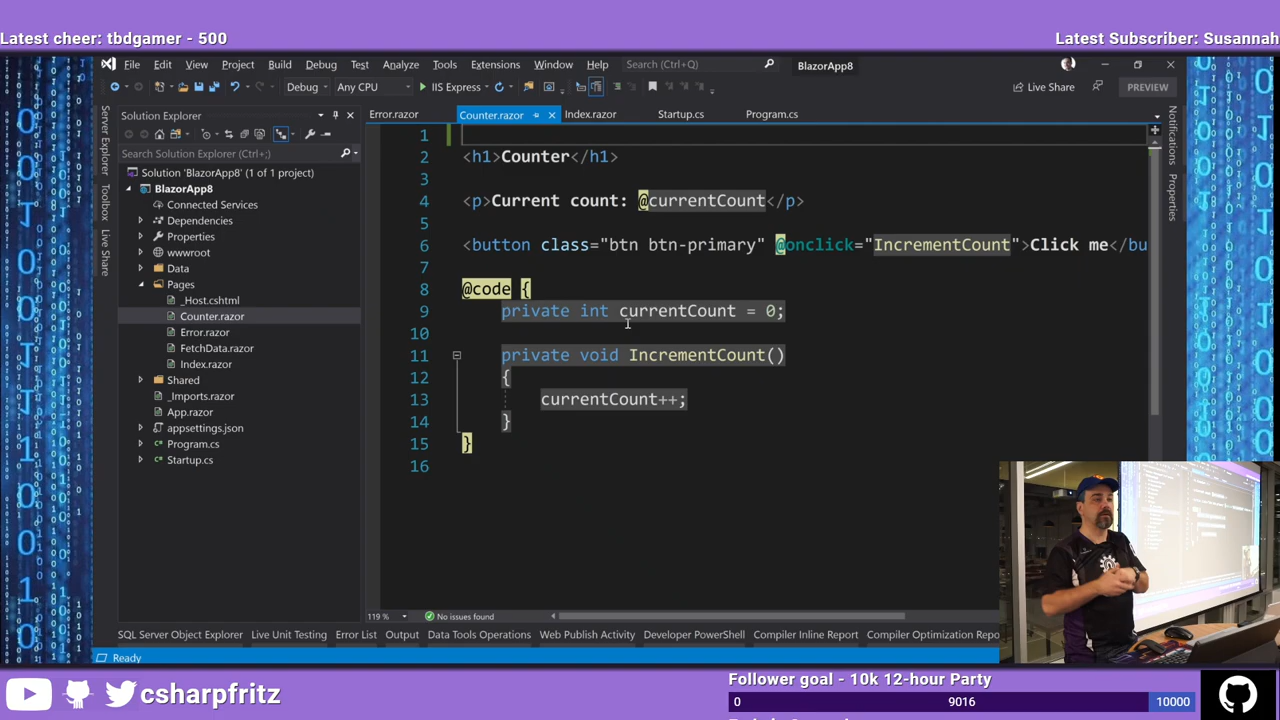 Latest cheer: tbdgamer - 500
Latest Subscriber: Susannah
File Edit View Project Build Debug Test Analyze Tools Extensions Window Help Search (Ctrl+Q) BlazorApp8
Debug Any CPU IIS Express Live Share PREVIEW
Server Explorer
Toolbox
Live Share
Solution Explorer
Search Solution Explorer (Ctrl+;)
Solution 'BlazorApp8' (1 of 1 project)
BlazorApp8
Connected Services
Dependencies
Properties
wwwroot
Data
Pages
_Host.cshtml
Counter.razor
Error.razor
FetchData.razor
Index.razor
Shared
_Imports.razor
App.razor
appsettings.json
Program.cs
Startup.cs
Error.razor Counter.razor Index.razor Startup.cs Program.cs
1
2 <h1>Counter</h1>
3
4 <p>Current count: @currentCount</p>
5
6 <button class="btn btn-primary" @onclick="IncrementCount">Click me</bu
7
8 @code {
9 private int currentCount = 0;
10
11 private void IncrementCount()
12 {
13 currentCount++;
14 }
15 }
16
Notifications
Properties
119 % No issues found
SQL Server Object Explorer Live Unit Testing Error List Output Data Tools Operations Web Publish Activity Developer PowerShell Compiler Inline Report Compiler Optimization Repo
Ready
csharpfritz
Follower goal - 10k 12-hour Party
0 9016 10000